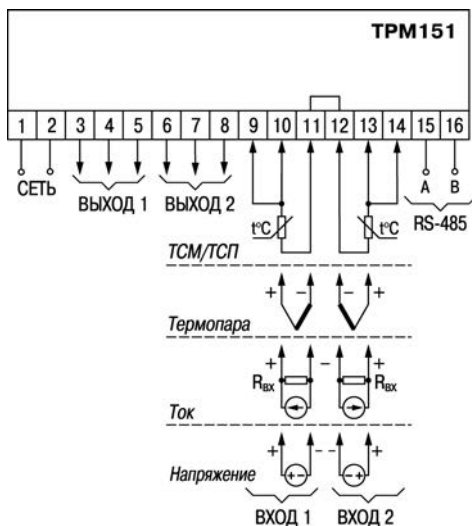 ТРМ151
1 2 3 4 5 6 7 8 9 10 11 12 13 14 15 16
СЕТЬ
ВЫХОД 1
ВЫХОД 2
A B
RS-485
t°C t°C
ТСМ/ТСП
+ - - +
Термопара
+ - +
Rвх Rвх
Ток
+ - - +
Напряжение
+ - - +
ВХОД 1 ВХОД 2